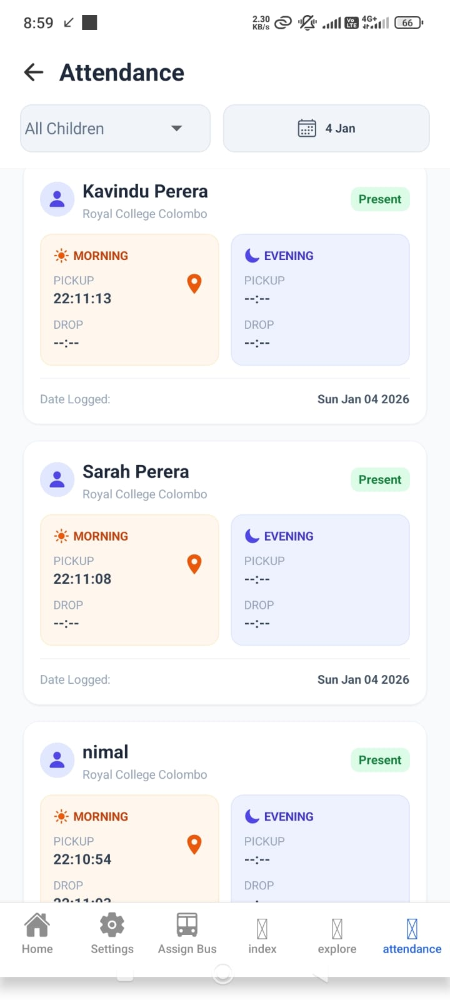 8:59
2.30
KB/s
Vo
LTE
4G+
66
Attendance
All Children
4 Jan
Kavindu Perera
Royal College Colombo
Present
MORNING
PICKUP
22:11:13
DROP
--:--
EVENING
PICKUP
--:--
DROP
--:--
Date Logged:
Sun Jan 04 2026
Sarah Perera
Royal College Colombo
Present
MORNING
PICKUP
22:11:08
DROP
--:--
EVENING
PICKUP
--:--
DROP
--:--
Date Logged:
Sun Jan 04 2026
nimal
Royal College Colombo
Present
MORNING
PICKUP
22:10:54
DROP
EVENING
PICKUP
--:--
DROP
Home
Settings
Assign Bus
index
explore
attendance